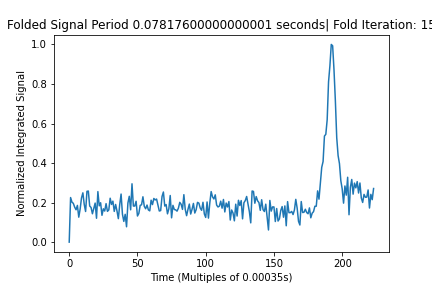 Folded Signal Period 0.07817600000000001 seconds| Fold Iteration: 15
1.0
0.8
0.6
0.4
0.2
0.0
Normalized Integrated Signal
0 50 100 150 200
Time (Multiples of 0.00035s)